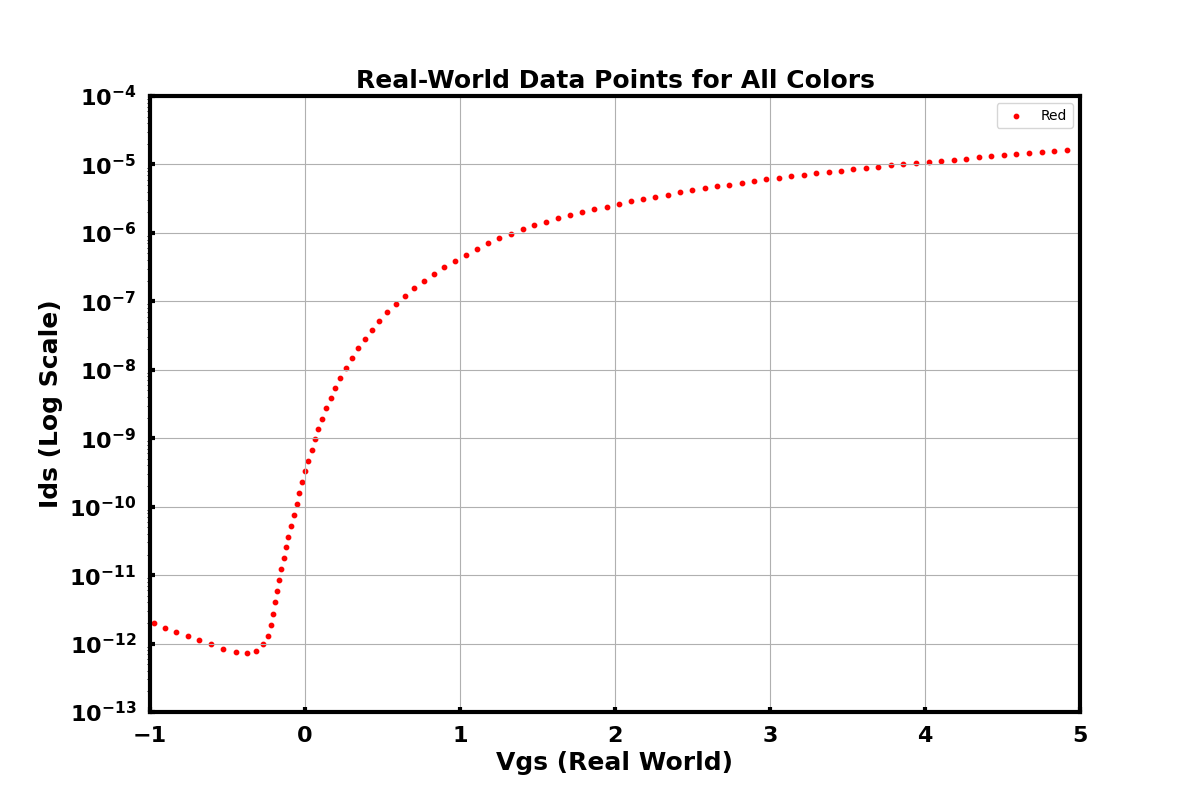 Real-World Data Points for All Colors
Red
Ids (Log Scale)
10⁻⁴
10⁻⁵
10⁻⁶
10⁻⁷
10⁻⁸
10⁻⁹
10⁻¹⁰
10⁻¹¹
10⁻¹²
10⁻¹³
−1 0 1 2 3 4 5
Vgs (Real World)